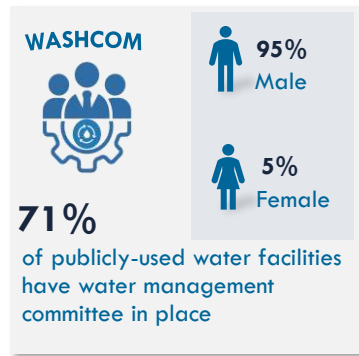 WASHCOM
95%
Male
5%
Female
71%
of publicly-used water facilities
have water management
committee in place